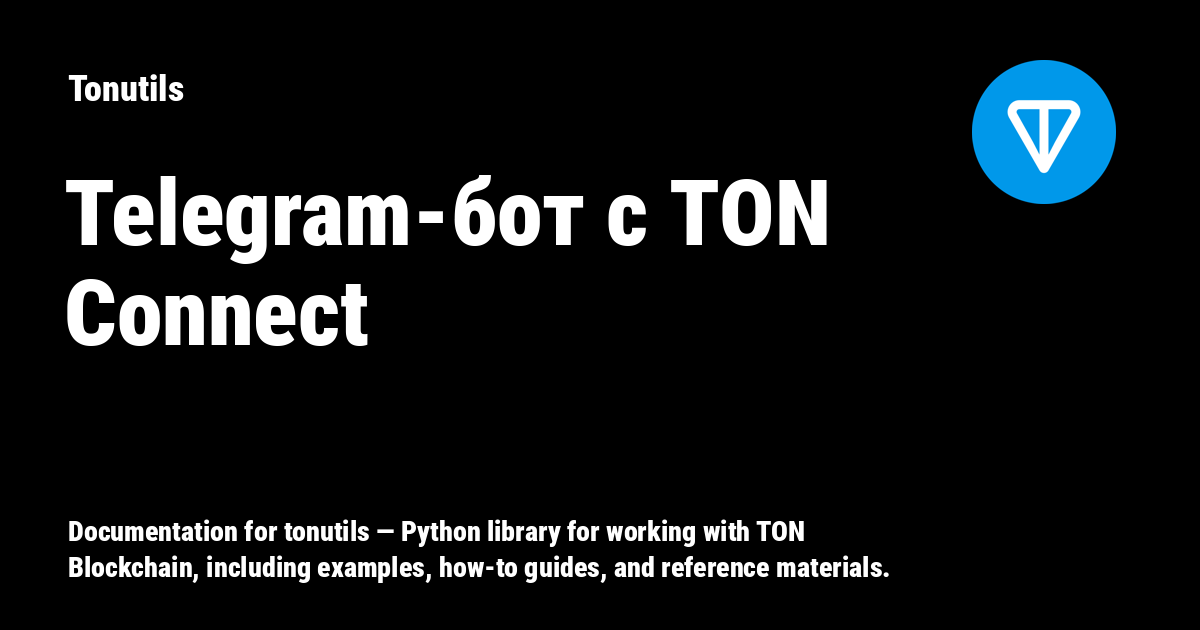 Tonutils
Telegram-бот с TON
Connect
Documentation for tonutils — Python library for working with TON
Blockchain, including examples, how-to guides, and reference materials.